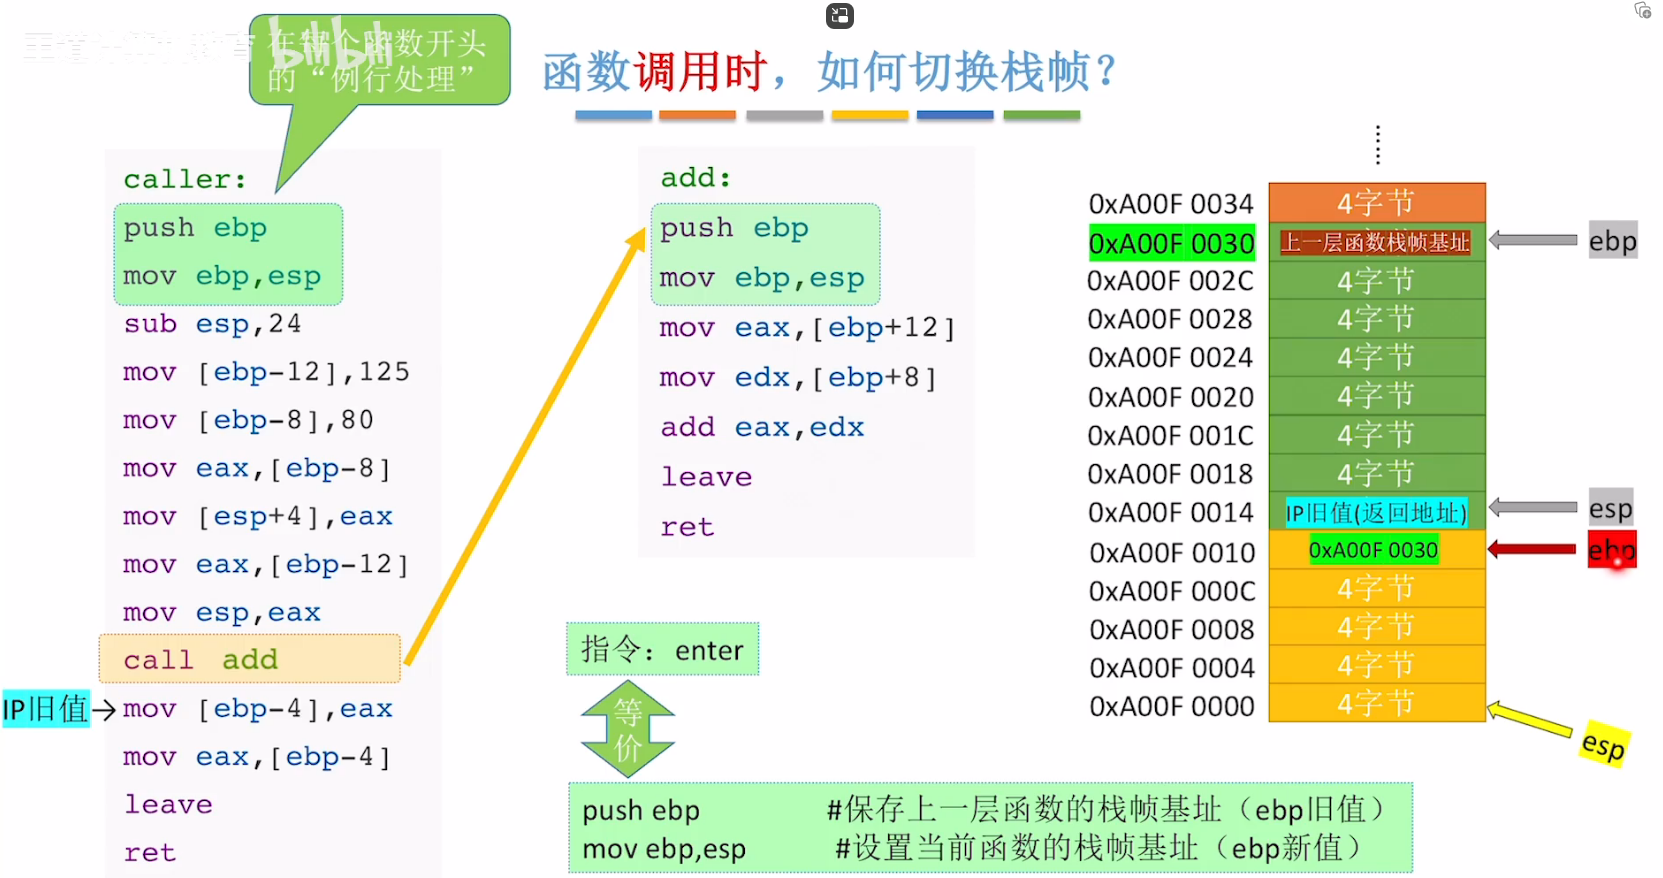 在每个函数开头
的“例行处理”
bilibili
函数调用时，如何切换栈帧？
caller:
push ebp
mov ebp,esp
sub esp,24
mov [ebp-12],125
mov [ebp-8],80
mov eax,[ebp-8]
mov [esp+4],eax
mov eax,[ebp-12]
mov esp,eax
call add
IP旧值
mov [ebp-4],eax
mov eax,[ebp-4]
leave
ret
add:
push ebp
mov ebp,esp
mov eax,[ebp+12]
mov edx,[ebp+8]
add eax,edx
leave
ret
指令：enter
等
价
push ebp #保存上一层函数的栈帧基址（ebp旧值）
mov ebp,esp #设置当前函数的栈帧基址（ebp新值）
0xA00F 0034 4字节
0xA00F 0030 上一层函数栈帧基址 ebp
0xA00F 002C 4字节
0xA00F 0028 4字节
0xA00F 0024 4字节
0xA00F 0020 4字节
0xA00F 001C 4字节
0xA00F 0018 4字节
0xA00F 0014 IP旧值(返回地址) esp
0xA00F 0010 0xA00F 0030 ebp
0xA00F 000C 4字节
0xA00F 0008 4字节
0xA00F 0004 4字节
0xA00F 0000 4字节
esp